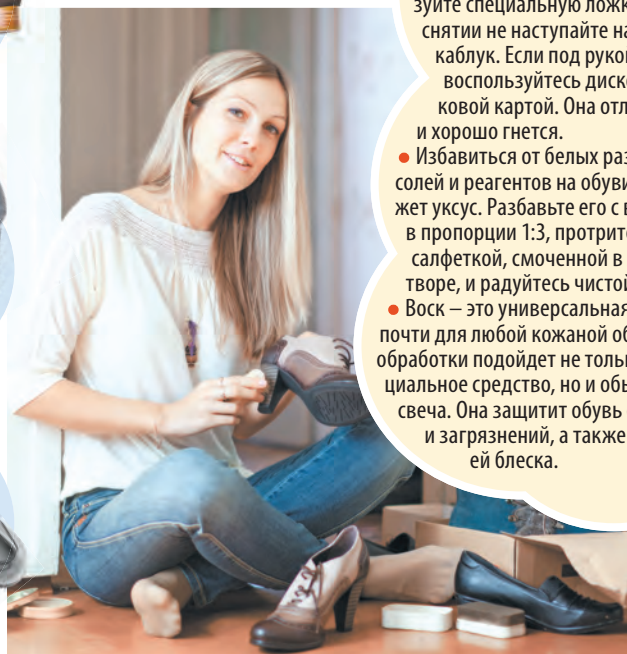 зуйте специальную ложк
снятии не наступайте на
каблук. Если под руко
воспользуйтесь диск
ковой картой. Она отл
и хорошо гнется.
• Избавиться от белых раз
солей и реагентов на обуви
жет уксус. Разбавьте его с в
в пропорции 1:3, протрит
салфеткой, смоченной в
творе, и радуйтесь чистой
• Воск – это универсальная
почти для любой кожаной об
обработки подойдет не тольк
циальное средство, но и обы
свеча. Она защитит обувь
и загрязнений, а также
ей блеска.